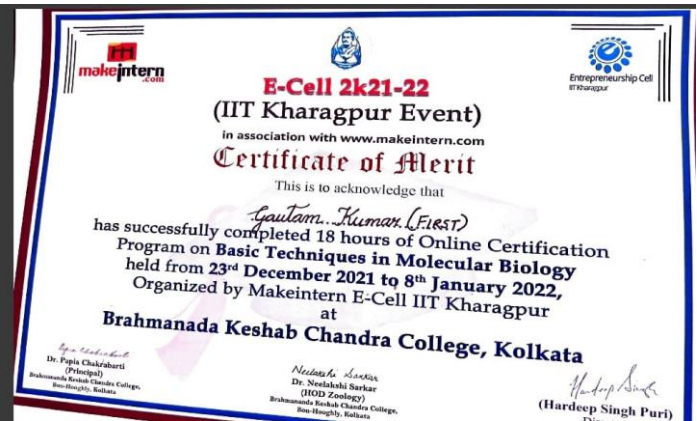 makeintern
.com
Entrepreneurship Cell
IIT Kharagpur
E-Cell 2k21-22
(IIT Kharagpur Event)
in association with www.makeintern.com
Certificate of Merit
This is to acknowledge that
Gautam Kumar (FIRST)
has successfully completed 18 hours of Online Certification
Program on Basic Techniques in Molecular Biology
held from 23rd December 2021 to 8th January 2022,
Organized by Makeintern E-Cell IIT Kharagpur
at
Brahmanada Keshab Chandra College, Kolkata
Papia Chakrabarti
Dr. Papia Chakrabarti
(Principal)
Brahmananda Keshab Chandra College,
Bon-Hooghly, Kolkata
Neelakshi Sarkar
Dr. Neelakshi Sarkar
(HOD Zoology)
Brahmananda Keshab Chandra College,
Bon-Hooghly, Kolkata
Hardeep Singh
(Hardeep Singh Puri)